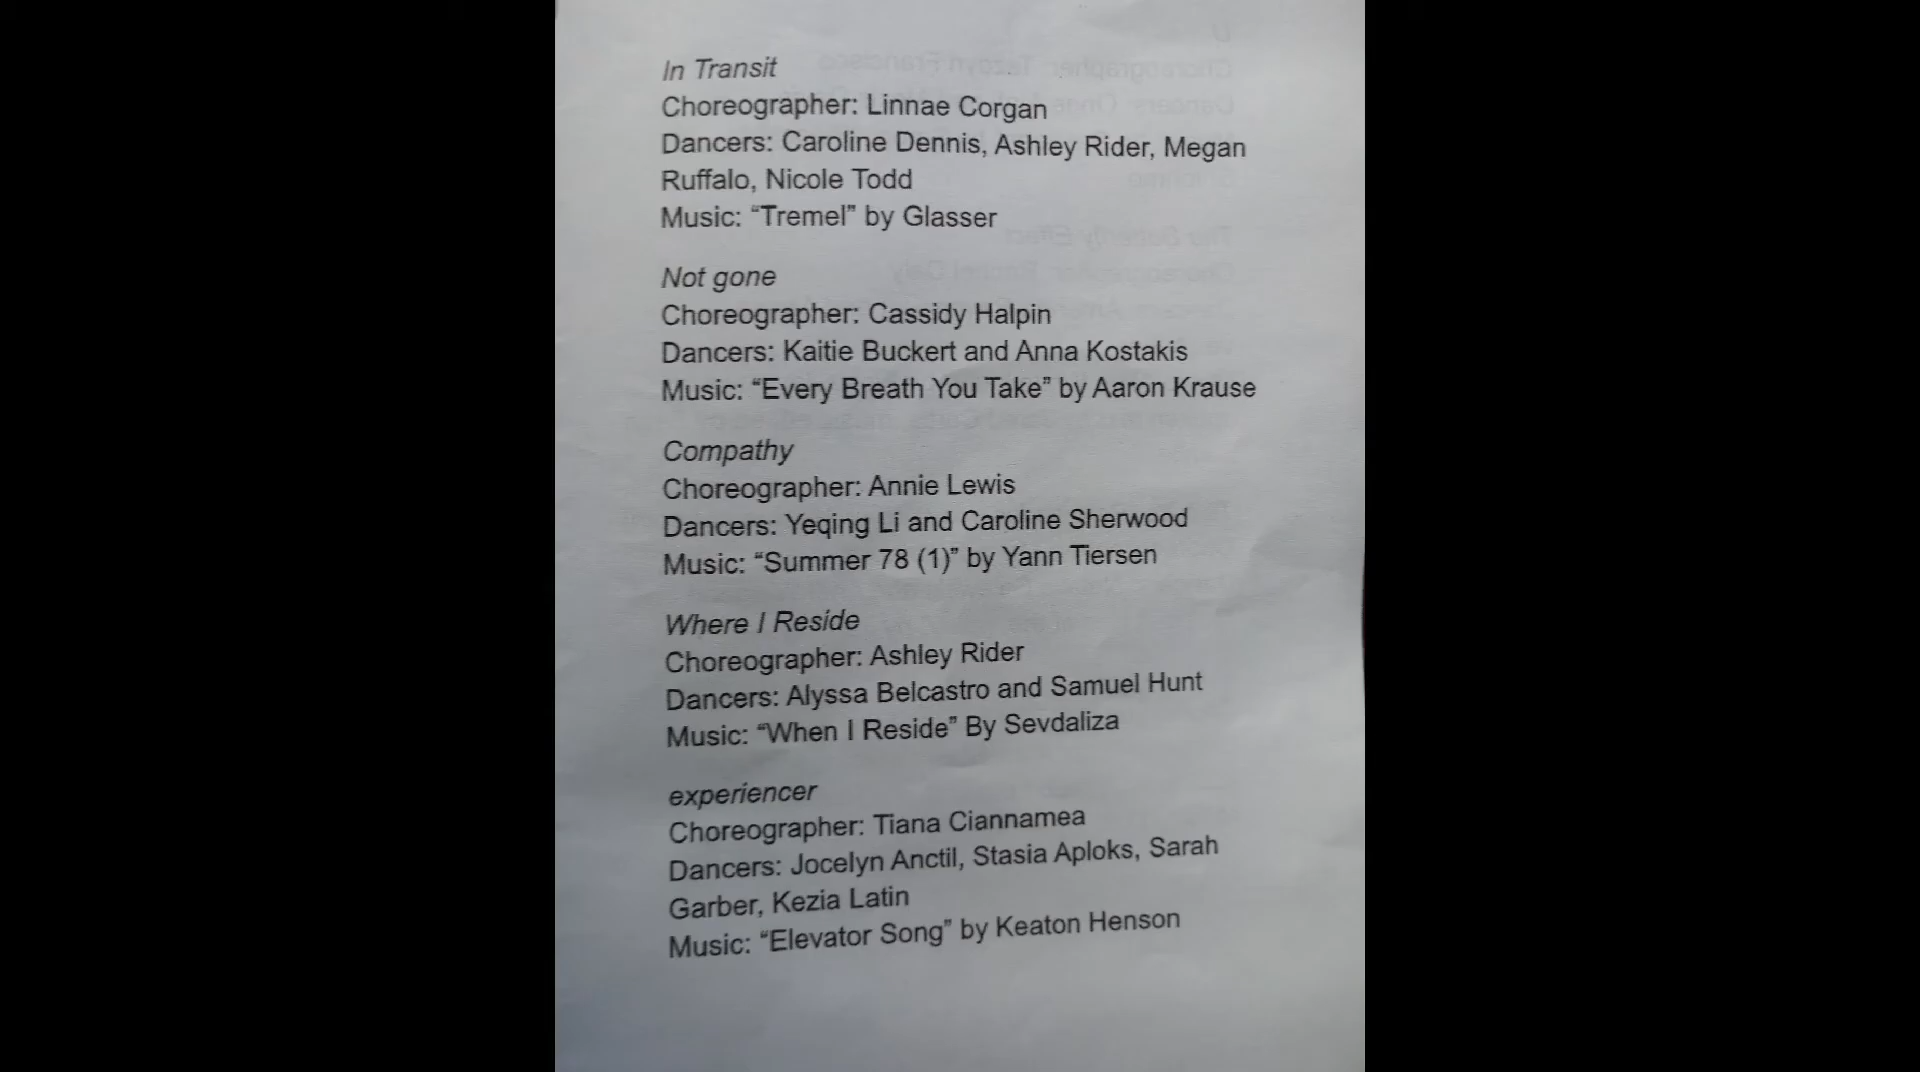 In Transit
Choreographer: Linnae Corgan
Dancers: Caroline Dennis, Ashley Rider, Megan
Ruffalo, Nicole Todd
Music: “Tremel” by Glasser
Not gone
Choreographer: Cassidy Halpin
Dancers: Kaitie Buckert and Anna Kostakis
Music: “Every Breath You Take” by Aaron Krause
Compathy
Choreographer: Annie Lewis
Dancers: Yeqing Li and Caroline Sherwood
Music: “Summer 78 (1)” by Yann Tiersen
Where I Reside
Choreographer: Ashley Rider
Dancers: Alyssa Belcastro and Samuel Hunt
Music: “When I Reside” By Sevdaliza
experiencer
Choreographer: Tiana Ciannamea
Dancers: Jocelyn Anctil, Stasia Aploks, Sarah
Garber, Kezia Latin
Music: “Elevator Song” by Keaton Henson